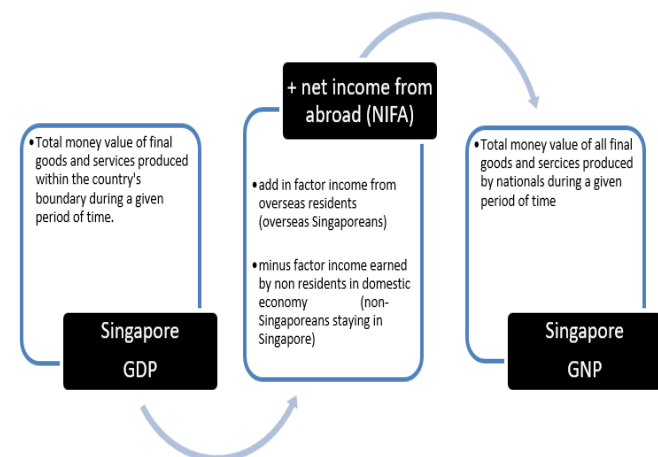 •Total money value of final
goods and services produced
within the country's
boundary during a given
period of time.
Singapore
GDP
+ net income from
abroad (NIFA)
•add in factor income from
overseas residents
(overseas Singaporeans)
•minus factor income earned
by non residents in domestic
economy (non-
Singaporeans staying in
Singapore)
•Total money value of all final
goods and sercices produced
by nationals during a given
period of time
Singapore
GNP